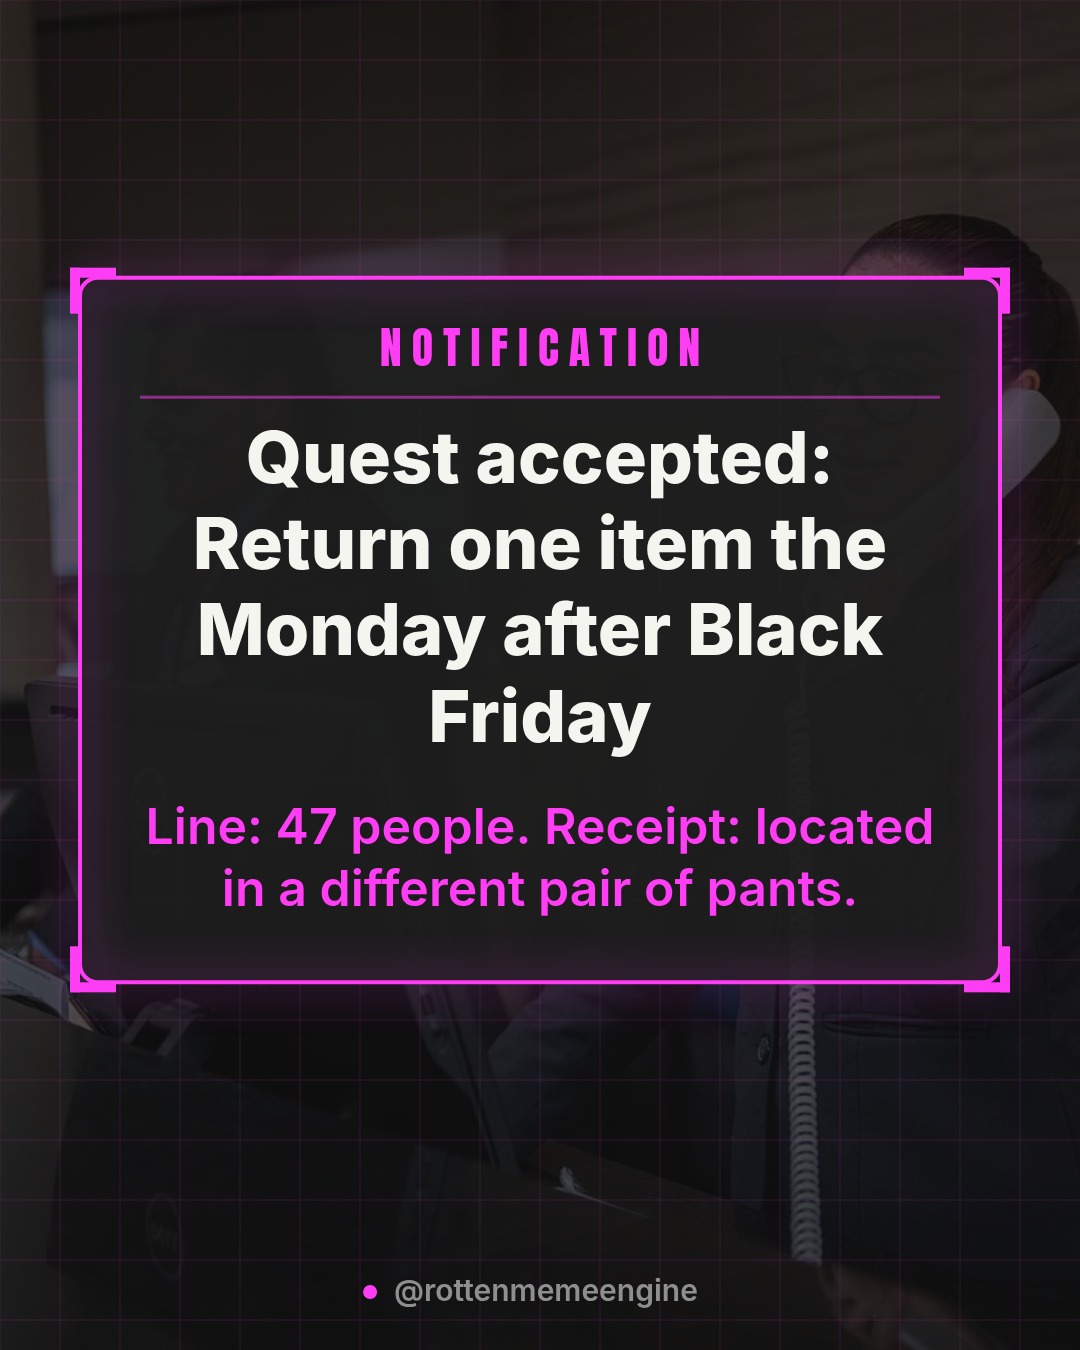 NOTIFICATION
Quest accepted:
Return one item the
Monday after Black
Friday
Line: 47 people. Receipt: located
in a different pair of pants.
@rottenmemeengine